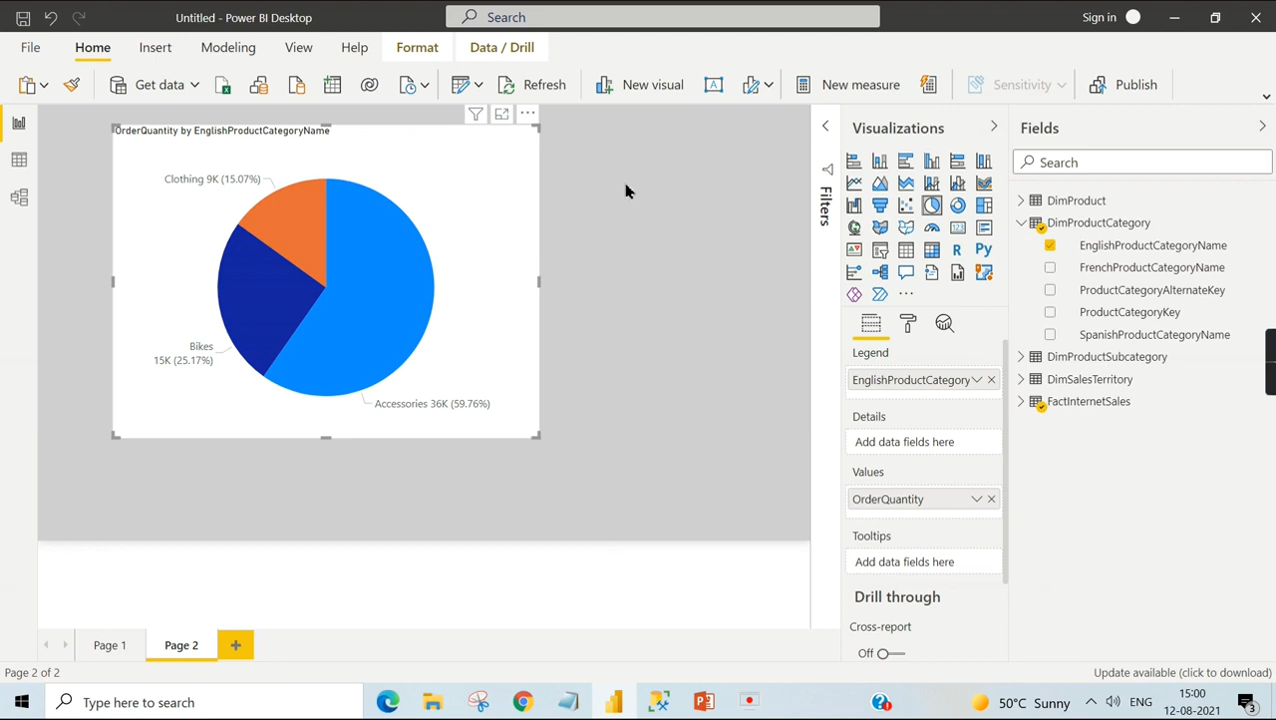 Untitled - Power BI Desktop
Search
Sign in
File
Home
Insert
Modeling
View
Help
Format
Data / Drill
Get data
Refresh
New visual
New measure
Sensitivity
Publish
OrderQuantity by EnglishProductCategoryName
Clothing 9K (15.07%)
Bikes
15K (25.17%)
Accessories 36K (59.76%)
Filters
Visualizations
R
Py
Legend
EnglishProductCategory
Details
Add data fields here
Values
OrderQuantity
Tooltips
Add data fields here
Drill through
Cross-report
Off
Fields
Search
DimProduct
DimProductCategory
EnglishProductCategoryName
FrenchProductCategoryName
ProductCategoryAlternateKey
ProductCategoryKey
SpanishProductCategoryName
DimProductSubcategory
DimSalesTerritory
FactInternetSales
Page 1
Page 2
Page 2 of 2
Update available (click to download)
Type here to search
50°C Sunny
ENG
15:00
12-08-2021
3